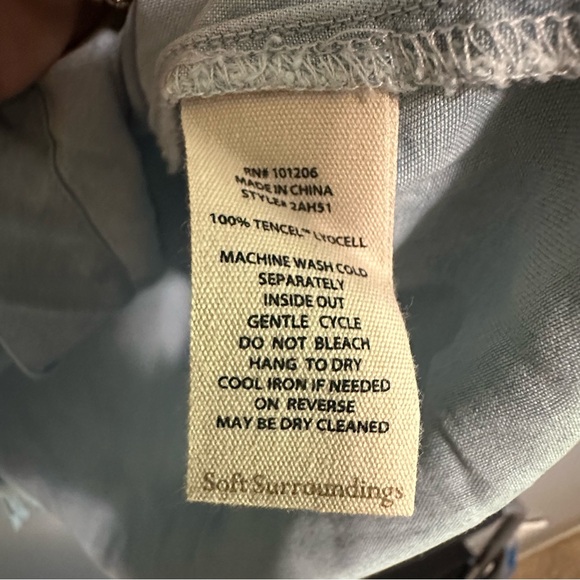 RN# 101206
MADE IN CHINA
STYLE# 2AH51
100% TENCEL™ LYOCELL
MACHINE WASH COLD
SEPARATELY
INSIDE OUT
GENTLE CYCLE
DO NOT BLEACH
HANG TO DRY
COOL IRON IF NEEDED
ON REVERSE
MAY BE DRY CLEANED
Soft Surroundings